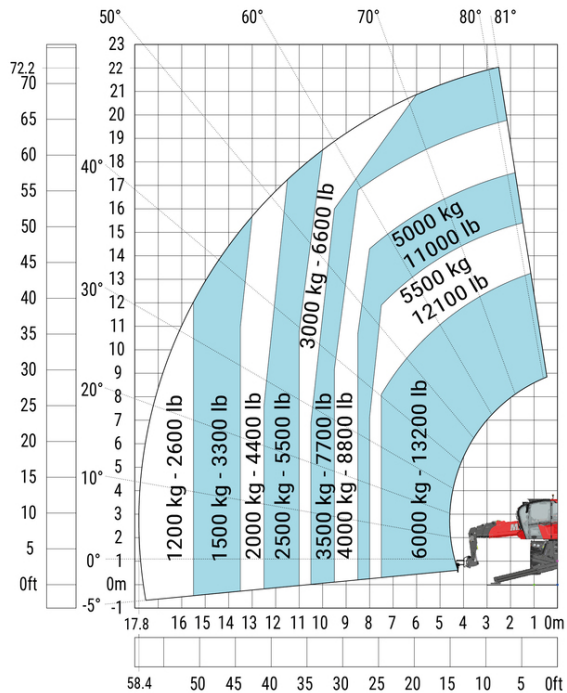 50° 60° 70° 80° 81°
23
72.2 22
70 21
20
65 19
60 40° 18
17
55 16
50 15
14
45 13
40 30° 12
11
35 10
30 9
20° 8
25 7
20 6
5
15 10° 4
10 3
2
5 0° 1
0ft 0m
-5° -1
3000 kg - 6600 lb
5000 kg
11000 lb
5500 kg
12100 lb
1200 kg - 2600 lb
1500 kg - 3300 lb
2000 kg - 4400 lb
2500 kg - 5500 lb
3500 kg - 7700 lb
4000 kg - 8800 lb
6000 kg - 13200 lb
17.8 16 15 14 13 12 11 10 9 8 7 6 5 4 3 2 1 0m
58.4 50 45 40 35 30 25 20 15 10 5 0ft